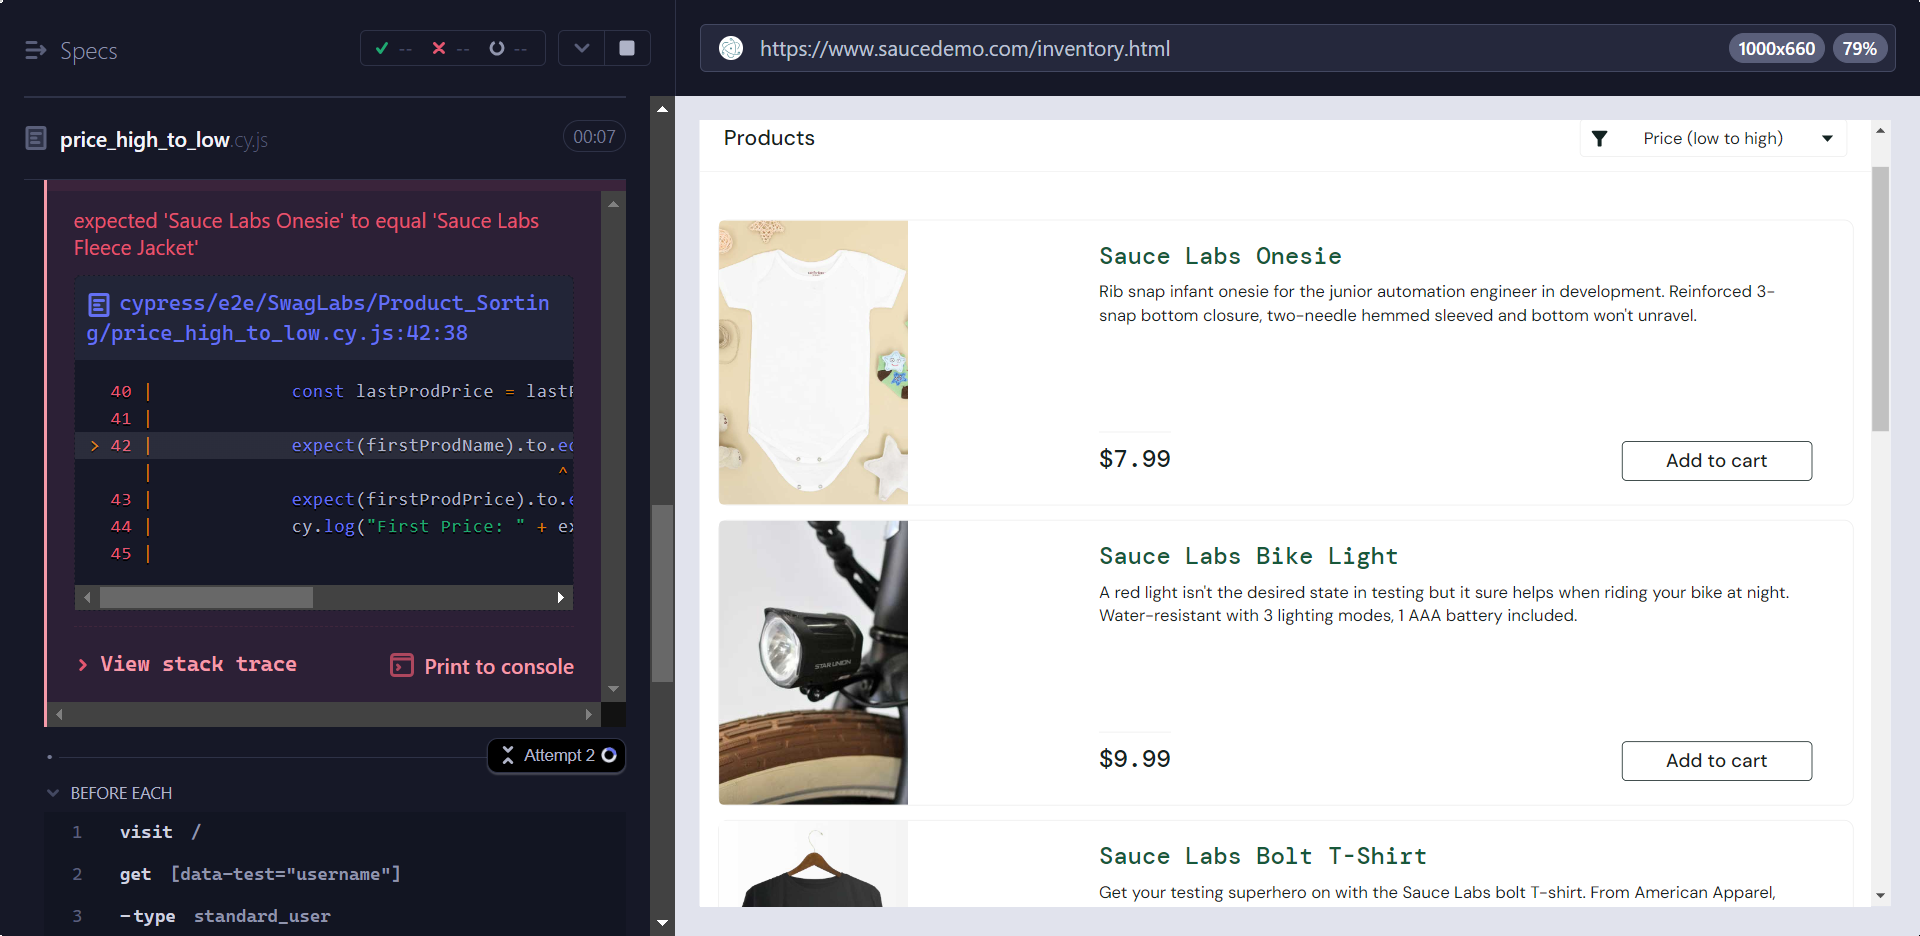 Specs
--
--
--
https://www.saucedemo.com/inventory.html
1000x660
79%
price_high_to_low.cy.js
00:07
expected 'Sauce Labs Onesie' to equal 'Sauce Labs
Fleece Jacket'
cypress/e2e/SwagLabs/Product_Sortin
g/price_high_to_low.cy.js:42:38
40 | const lastProdPrice = lastP
41 |
> 42 | expect(firstProdName).to.eq
| ^
43 | expect(firstProdPrice).to.e
44 | cy.log("First Price: " + ex
45 |
> View stack trace
Print to console
Attempt 2
BEFORE EACH
1 visit /
2 get [data-test="username"]
3 -type standard_user
Products
Price (low to high)
Sauce Labs Onesie
Rib snap infant onesie for the junior automation engineer in development. Reinforced 3-
snap bottom closure, two-needle hemmed sleeved and bottom won't unravel.
$7.99
Add to cart
Sauce Labs Bike Light
A red light isn't the desired state in testing but it sure helps when riding your bike at night.
Water-resistant with 3 lighting modes, 1 AAA battery included.
STAR UNION
$9.99
Add to cart
Sauce Labs Bolt T-Shirt
Get your testing superhero on with the Sauce Labs bolt T-shirt. From American Apparel,